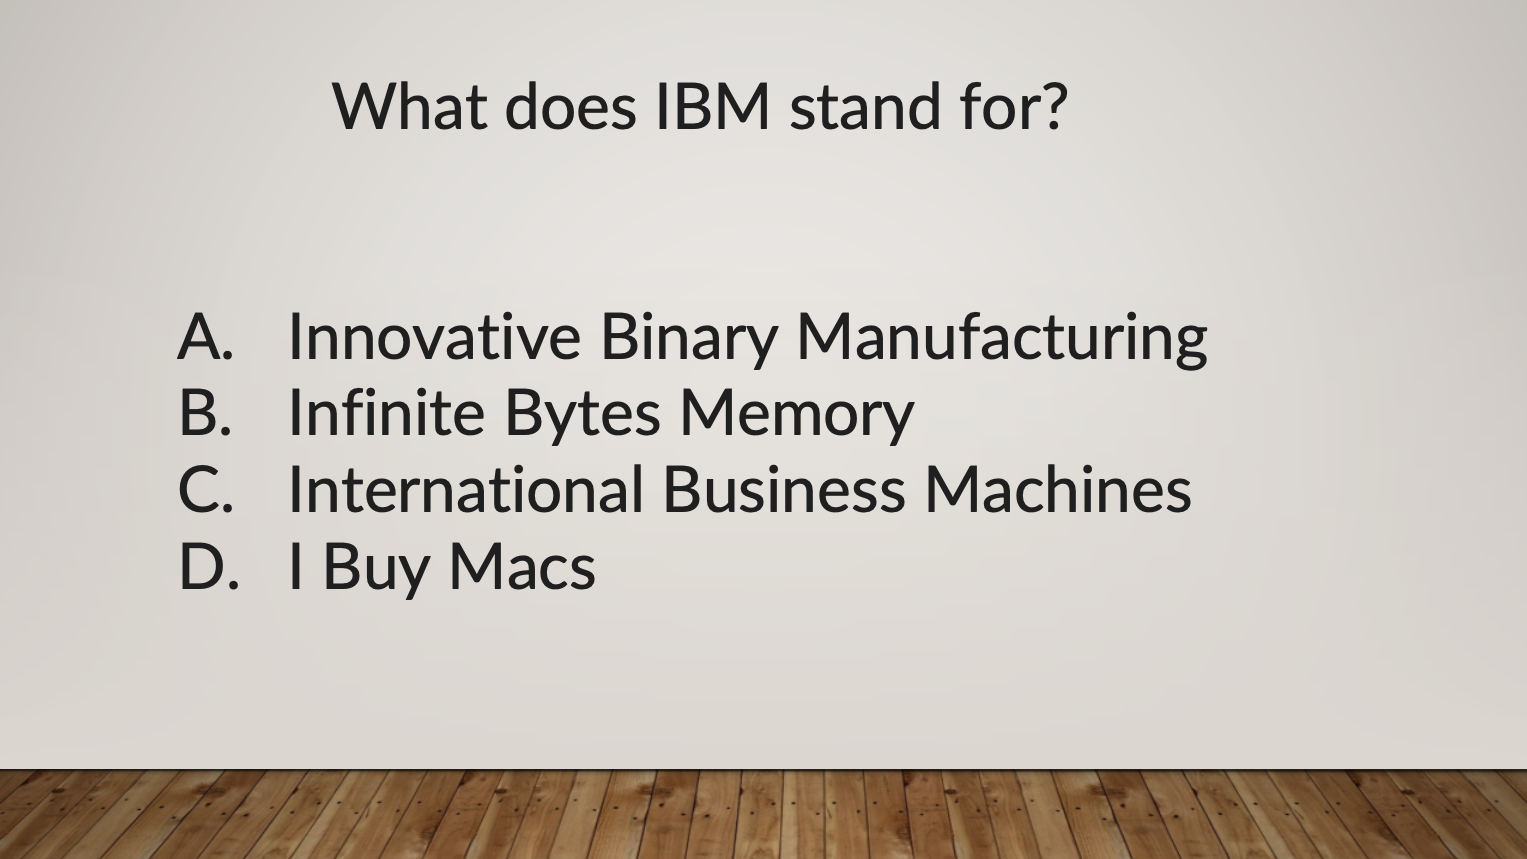 What does IBM stand for?
A. Innovative Binary Manufacturing
B. Infinite Bytes Memory
C. International Business Machines
D. I Buy Macs